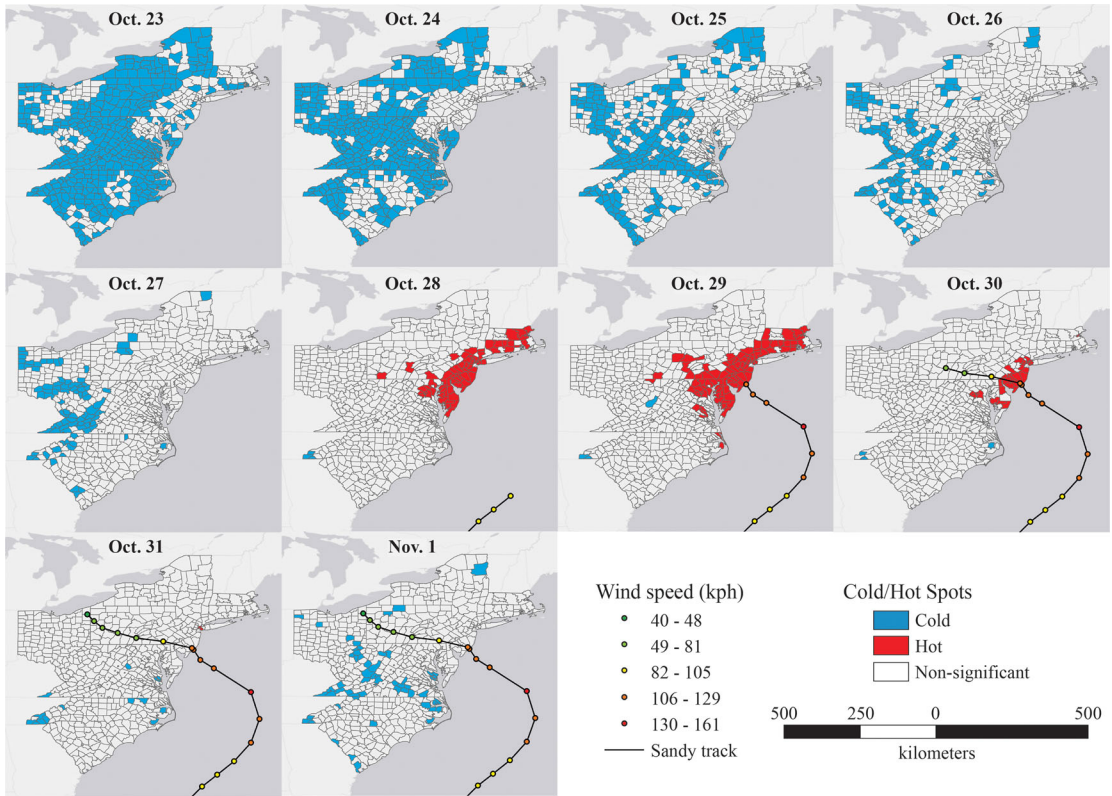 Oct. 23
Oct. 24
Oct. 25
Oct. 26
Oct. 27
Oct. 28
Oct. 29
Oct. 30
Oct. 31
Nov. 1
Wind speed (kph)
40 - 48
49 - 81
82 - 105
106 - 129
130 - 161
Sandy track
Cold/Hot Spots
Cold
Hot
Non-significant
500 250 0 500
kilometers